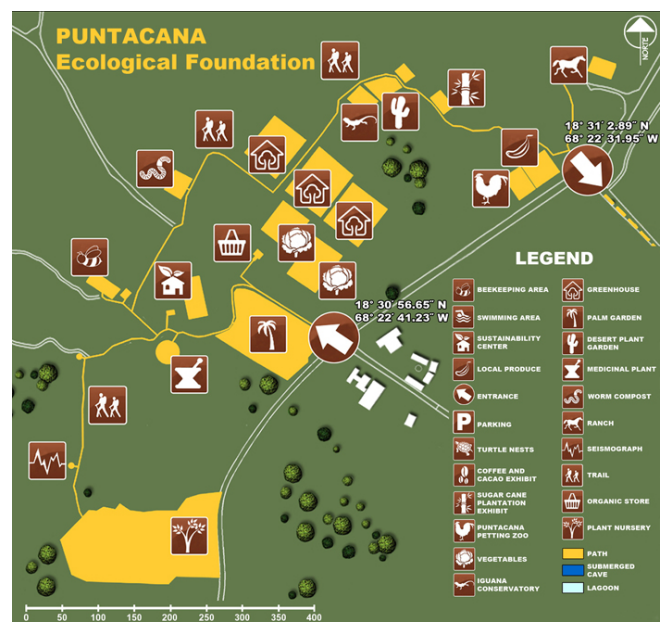 PUNTACANA
Ecological Foundation
NORTE
18° 31' 2.89" N
68° 22' 31.95" W
18° 30' 56.65" N
68° 22' 41.23" W
LEGEND
BEEKEEPING AREA
SWIMMING AREA
SUSTAINABILITY
CENTER
LOCAL PRODUCE
ENTRANCE
P
PARKING
TURTLE NESTS
COFFEE AND
CACAO EXHIBIT
SUGAR CANE
PLANTATION
EXHIBIT
PUNTACANA
PETTING ZOO
VEGETABLES
IGUANA
CONSERVATORY
GREENHOUSE
PALM GARDEN
DESERT PLANT
GARDEN
MEDICINAL PLANT
WORM COMPOST
RANCH
SEISMOGRAPH
TRAIL
ORGANIC STORE
PLANT NURSERY
PATH
SUBMERGED
CAVE
LAGOON
0 50 100 150 200 250 300 350 400